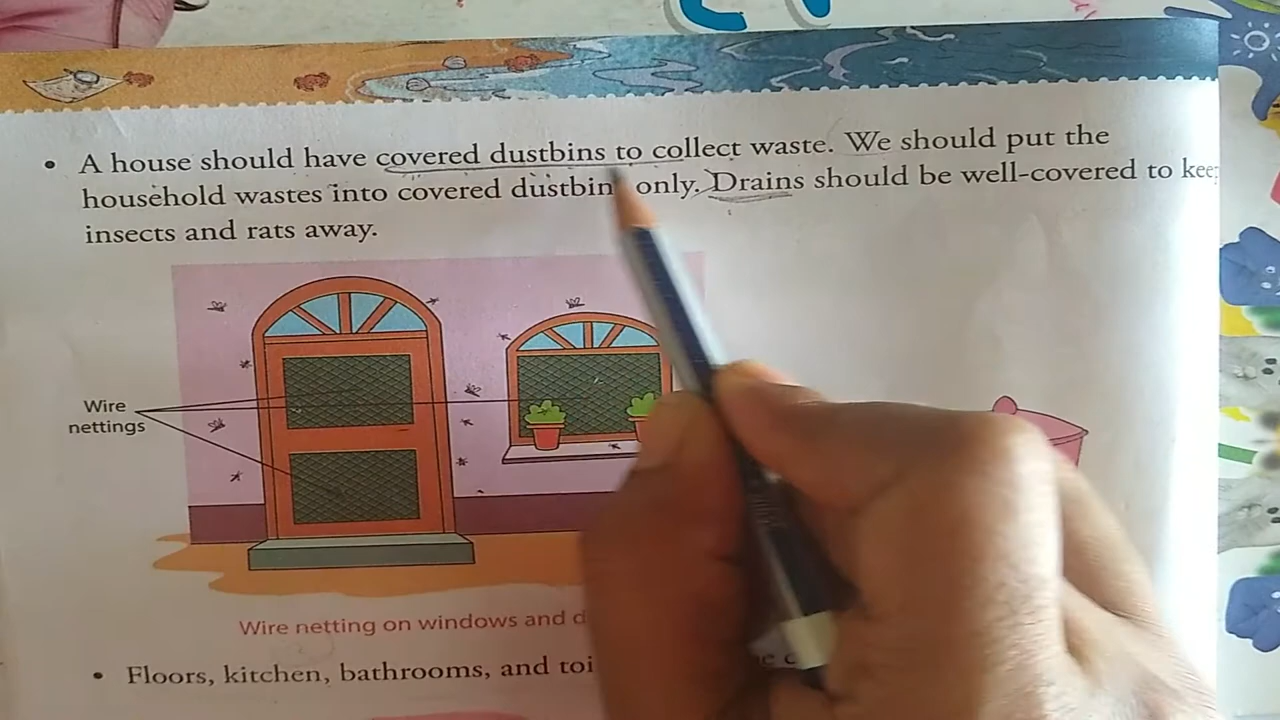 • A house should have covered dustbins to collect waste. We should put the
household wastes into covered dustbin only. Drains should be well-covered to keep
insects and rats away.
Wire
nettings
Wire netting on windows and
• Floors, kitchen, bathrooms, and